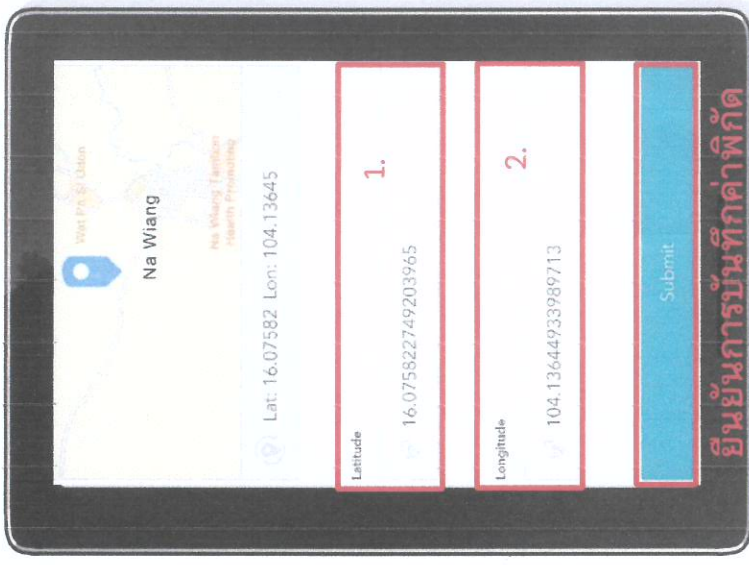 Wat Pa Si Udon
Na Wiang
Na Wiang Tambon
Health Promoting
Lat: 16.07582 Lon: 104.13645
Latitude
1.
16.075822749203965
Longitude
2.
104.13644933989713
Submit
ยืนยันการบันทึกค่าพิกัด